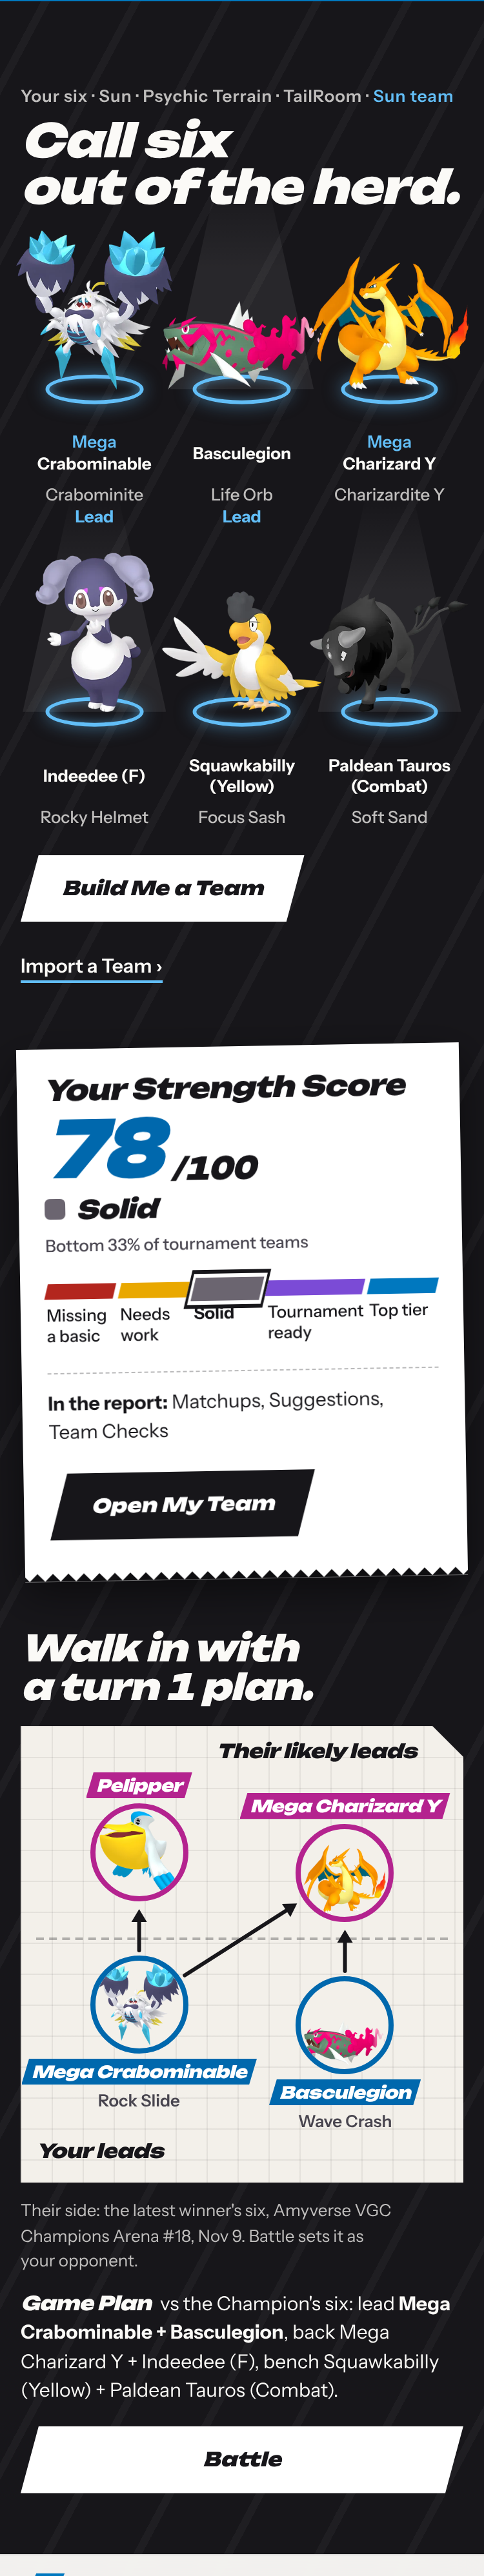 Your six · Sun · Psychic Terrain · TailRoom · Sun team
Call six
out of the herd.
Mega
Crabominable
Crabominite
Lead
Basculegion
Life Orb
Lead
Mega
Charizard Y
Charizardite Y
Indeedee (F)
Rocky Helmet
Squawkabilly
(Yellow)
Focus Sash
Paldean Tauros
(Combat)
Soft Sand
Build Me a Team
Import a Team ›
Your Strength Score
78 /100
Solid
Bottom 33% of tournament teams
Missing
a basic
Needs
work
Solid
Tournament
ready
Top tier
In the report: Matchups, Suggestions,
Team Checks
Open My Team
Walk in with
a turn 1 plan.
Their likely leads
Pelipper
Mega Charizard Y
Mega Crabominable
Rock Slide
Basculegion
Wave Crash
Your leads
Their side: the latest winner's six, Amyverse VGC
Champions Arena #18, Nov 9. Battle sets it as
your opponent.
Game Plan vs the Champion's six: lead Mega
Crabominable + Basculegion, back Mega
Charizard Y + Indeedee (F), bench Squawkabilly
(Yellow) + Paldean Tauros (Combat).
Battle